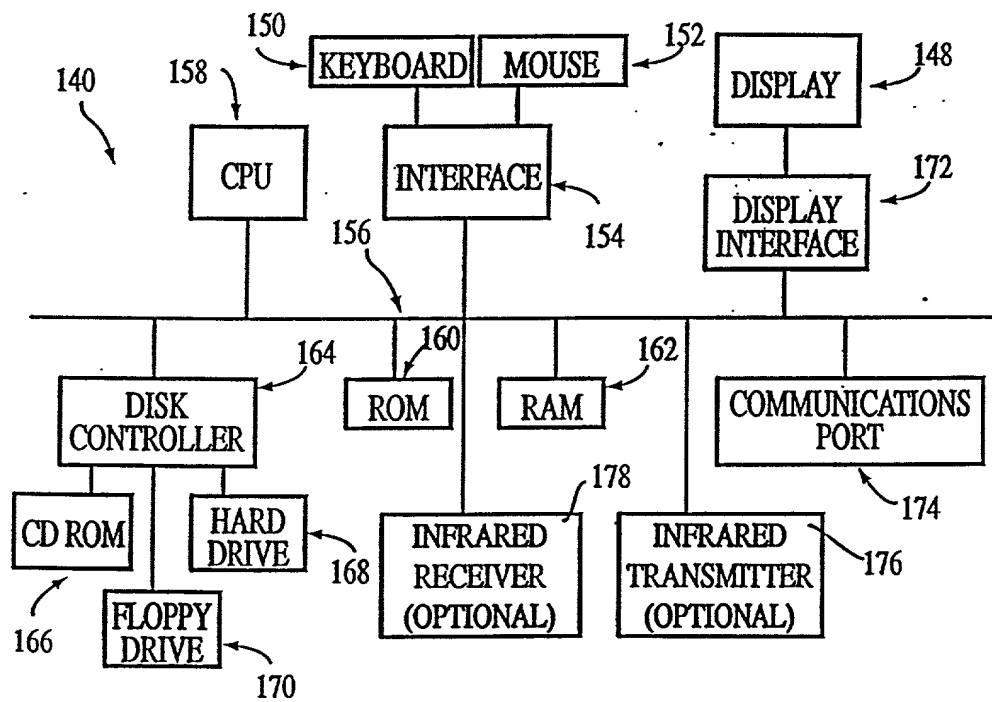 150
KEYBOARD
MOUSE
152
158
DISPLAY
148
140
CPU
INTERFACE
154
172
DISPLAY
INTERFACE
156
164
160
162
DISK
CONTROLLER
ROM
RAM
COMMUNICATIONS
PORT
174
CD ROM
166
HARD
DRIVE
168
178
INFRARED
RECEIVER
(OPTIONAL)
INFRARED
TRANSMITTER
(OPTIONAL)
176
FLOPPY
DRIVE
170